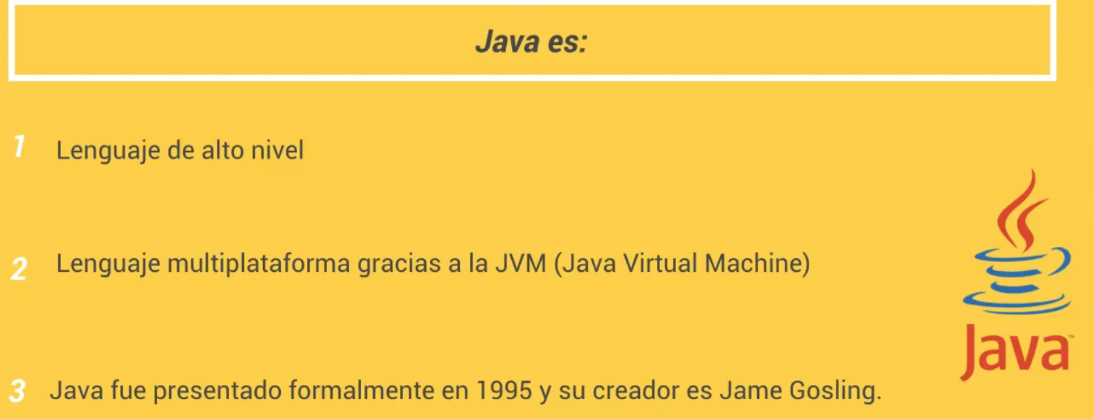 Java es:
1 Lenguaje de alto nivel
2 Lenguaje multiplataforma gracias a la JVM (Java Virtual Machine)
Java™
3 Java fue presentado formalmente en 1995 y su creador es Jame Gosling.